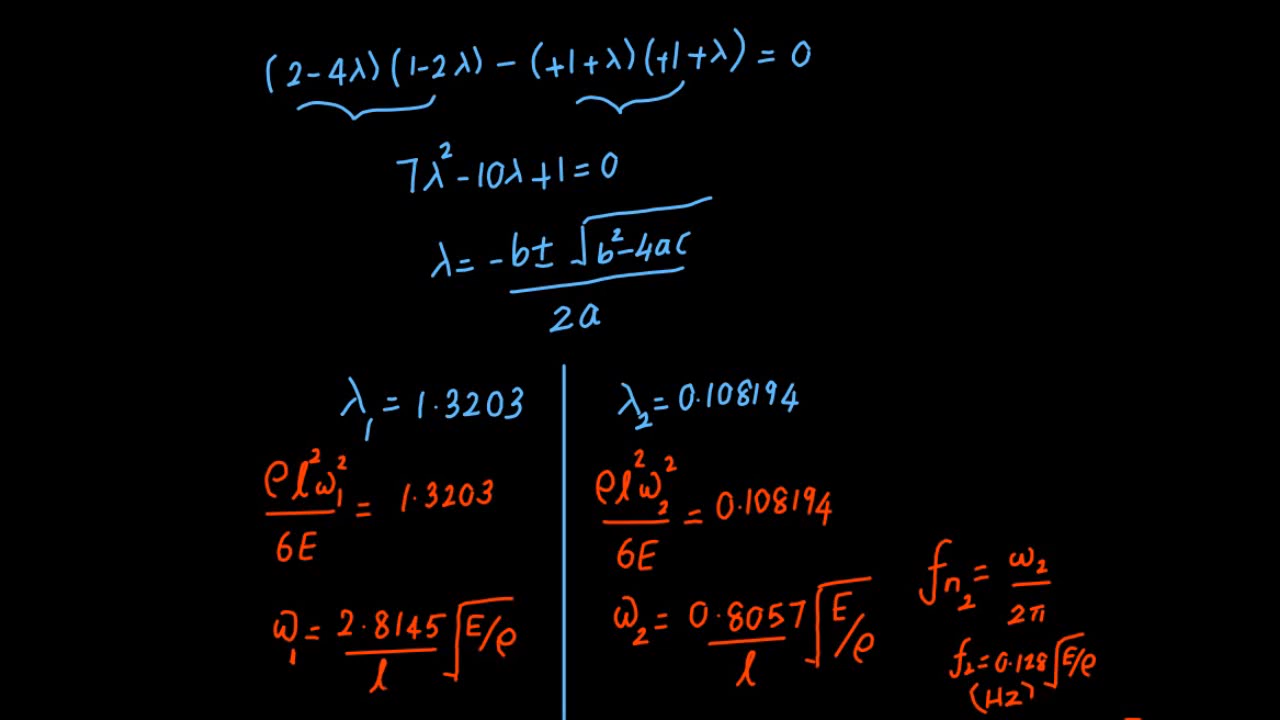 (2-4λ)(1-2λ) - (+1+λ)(+1+λ) = 0
7λ² - 10λ + 1 = 0
λ = -b ± √(b²-4ac) / 2a
λ₁ = 1.3203
λ₂ = 0.108194
ρl²ω₁² / 6E = 1.3203
ρl²ω₂² / 6E = 0.108194
ω₁ = 2.8145 / l √E/ρ
ω₂ = 0.8057 / l √E/ρ
fn₂ = ω₂ / 2π
f₂ = 0.128 √E/ρ
(HZ)